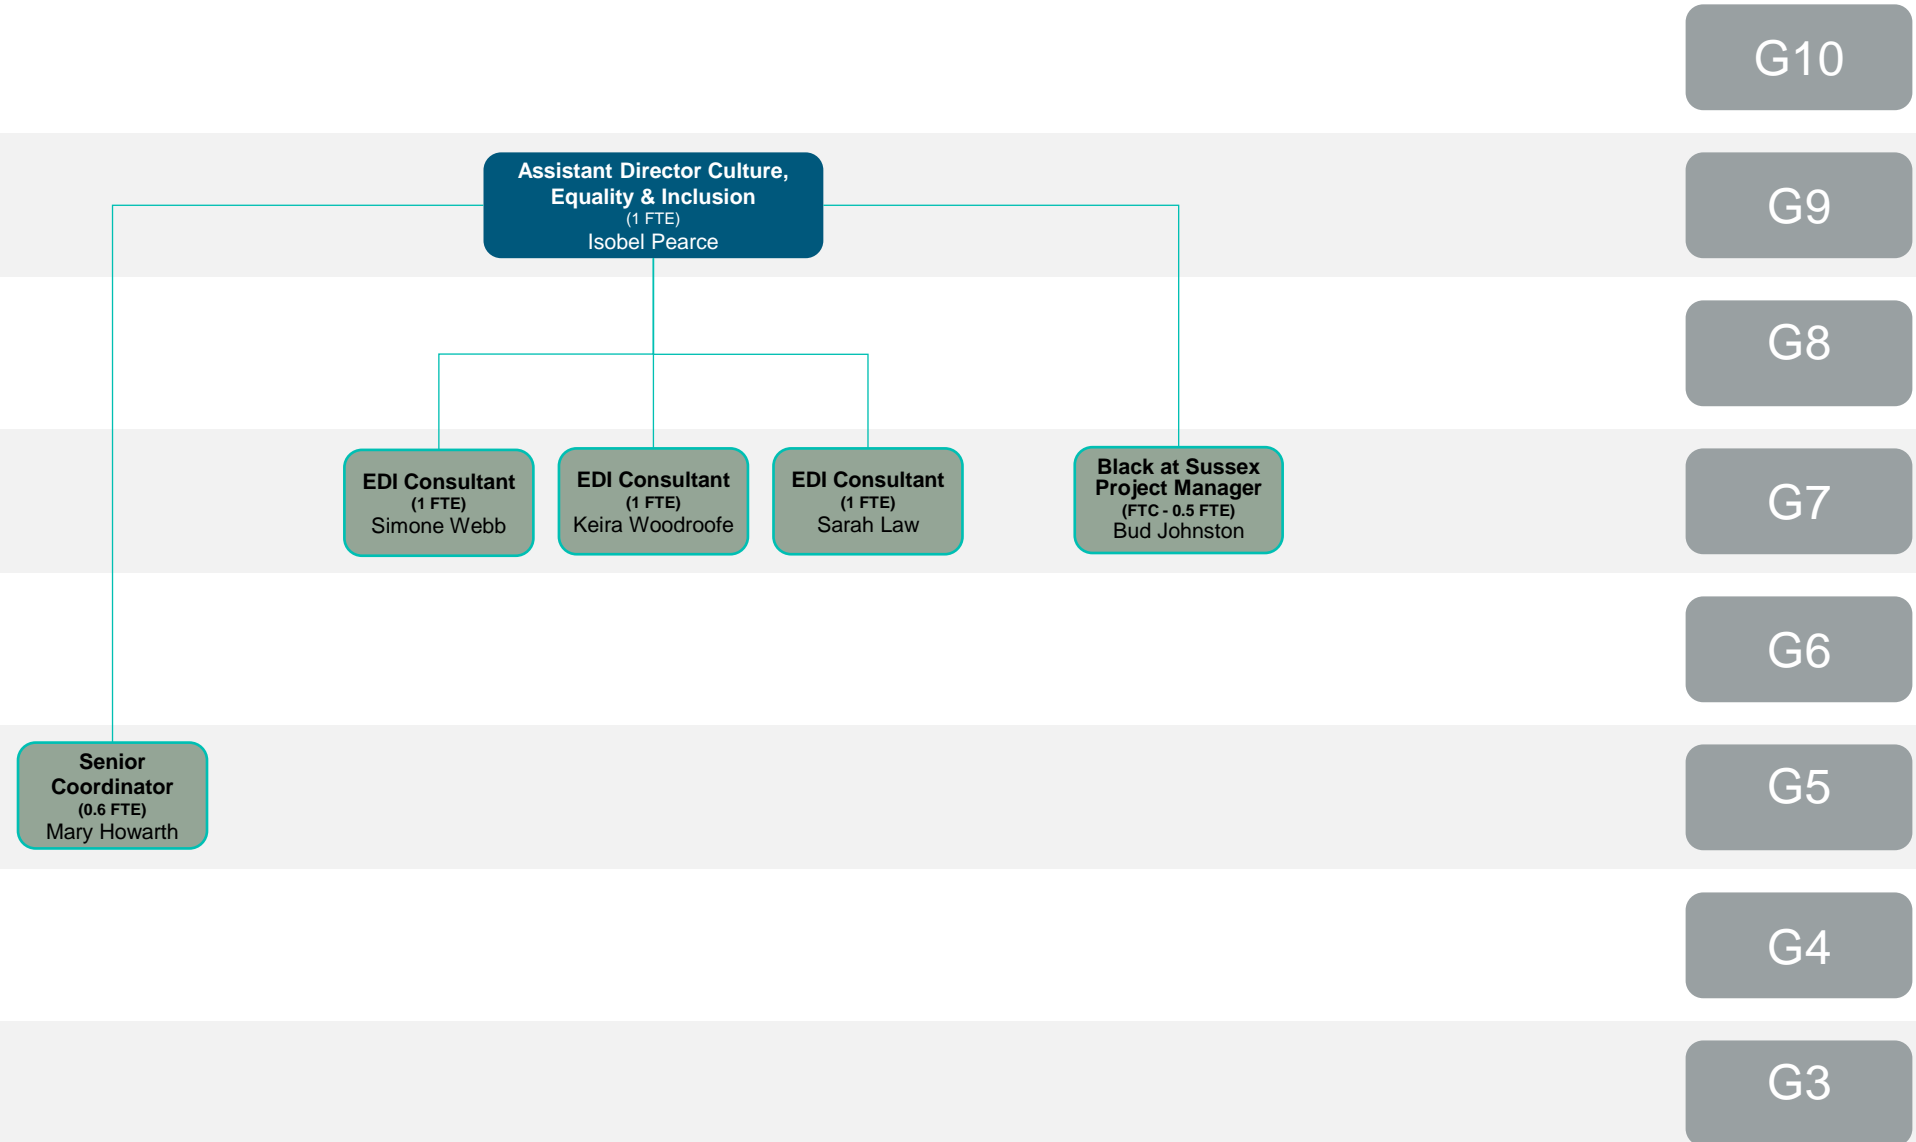 G10
Assistant Director Culture,
Equality & Inclusion
(1 FTE)
Isobel Pearce
G9
G8
EDI Consultant
(1 FTE)
Simone Webb
EDI Consultant
(1 FTE)
Keira Woodroofe
EDI Consultant
(1 FTE)
Sarah Law
Black at Sussex
Project Manager
(FTC - 0.5 FTE)
Bud Johnston
G7
G6
Senior
Coordinator
(0.6 FTE)
Mary Howarth
G5
G4
G3